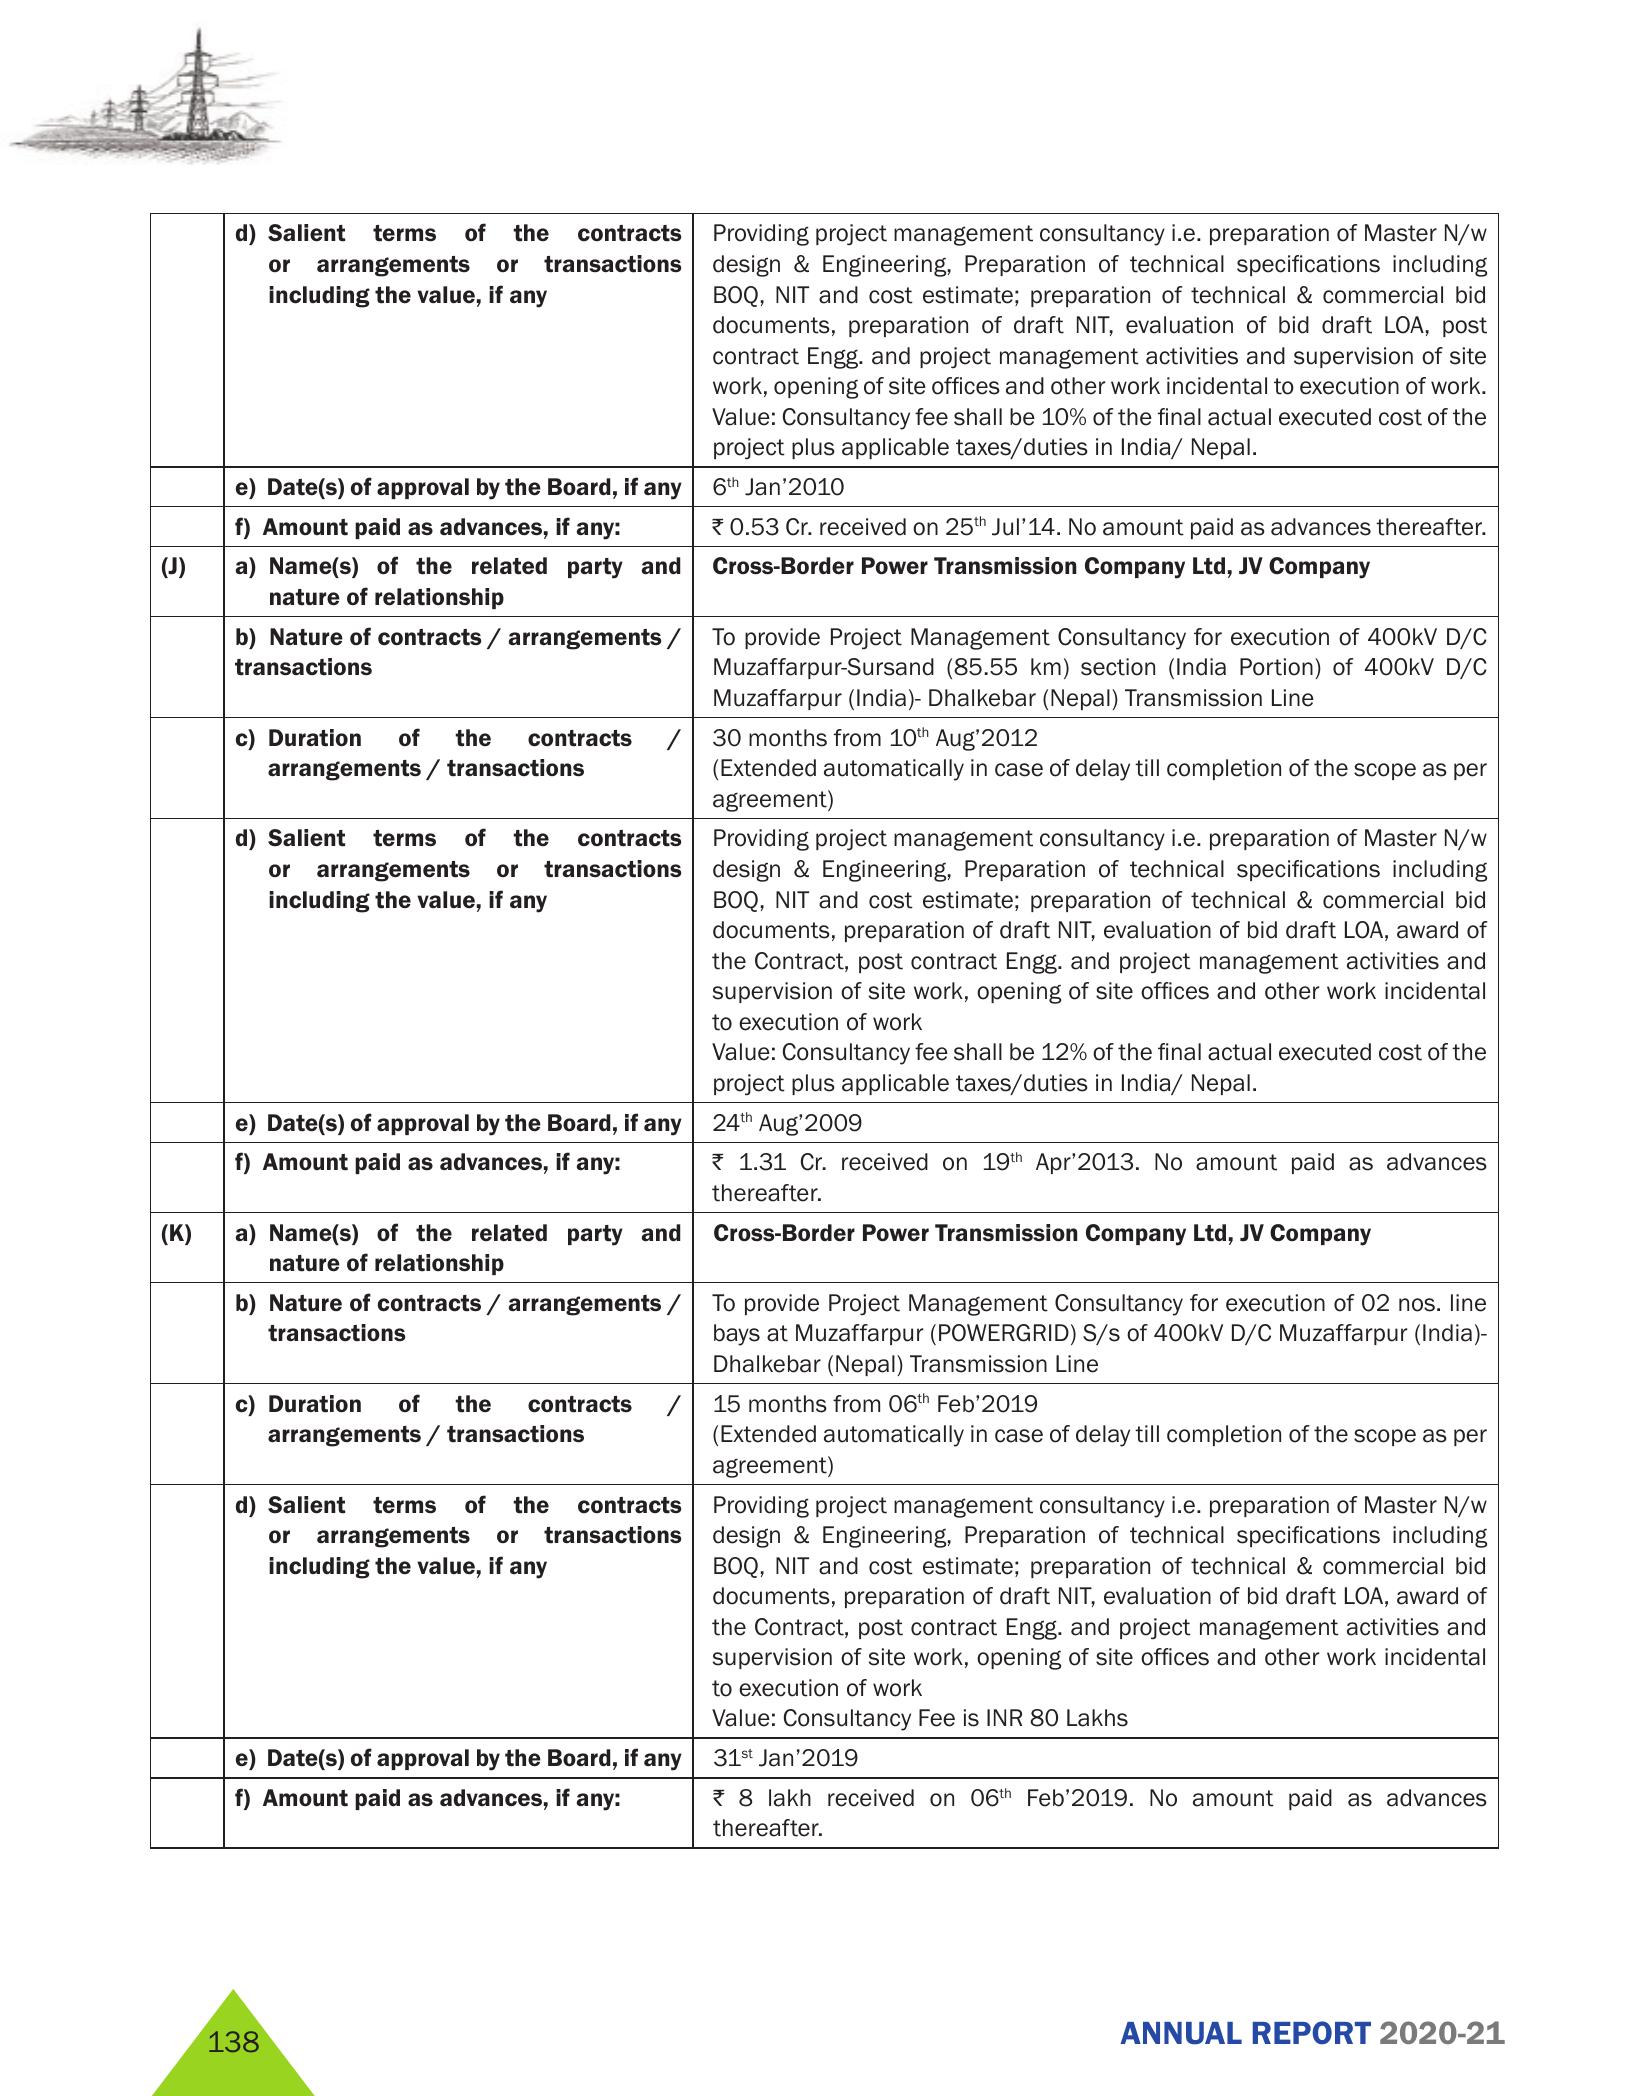 d) Salient terms of the contracts
or arrangements or transactions
including the value, if any
Providing project management consultancy i.e. preparation of Master N/w
design & Engineering, Preparation of technical specifications including
BOQ, NIT and cost estimate; preparation of technical & commercial bid
documents, preparation of draft NIT, evaluation of bid draft LOA, post
contract Engg. and project management activities and supervision of site
work, opening of site offices and other work incidental to execution of work.
Value: Consultancy fee shall be 10% of the final actual executed cost of the
project plus applicable taxes/duties in India/ Nepal.
e) Date(s) of approval by the Board, if any
6th Jan’2010
f) Amount paid as advances, if any:
₹ 0.53 Cr. received on 25th Jul’14. No amount paid as advances thereafter.
(J)
a) Name(s) of the related party and
nature of relationship
Cross-Border Power Transmission Company Ltd, JV Company
b) Nature of contracts / arrangements /
transactions
To provide Project Management Consultancy for execution of 400kV D/C
Muzaffarpur-Sursand (85.55 km) section (India Portion) of 400kV D/C
Muzaffarpur (India)- Dhalkebar (Nepal) Transmission Line
c) Duration of the contracts /
arrangements / transactions
30 months from 10th Aug’2012
(Extended automatically in case of delay till completion of the scope as per
agreement)
d) Salient terms of the contracts
or arrangements or transactions
including the value, if any
Providing project management consultancy i.e. preparation of Master N/w
design & Engineering, Preparation of technical specifications including
BOQ, NIT and cost estimate; preparation of technical & commercial bid
documents, preparation of draft NIT, evaluation of bid draft LOA, award of
the Contract, post contract Engg. and project management activities and
supervision of site work, opening of site offices and other work incidental
to execution of work
Value: Consultancy fee shall be 12% of the final actual executed cost of the
project plus applicable taxes/duties in India/ Nepal.
e) Date(s) of approval by the Board, if any
24th Aug’2009
f) Amount paid as advances, if any:
₹ 1.31 Cr. received on 19th Apr’2013. No amount paid as advances
thereafter.
(K)
a) Name(s) of the related party and
nature of relationship
Cross-Border Power Transmission Company Ltd, JV Company
b) Nature of contracts / arrangements /
transactions
To provide Project Management Consultancy for execution of 02 nos. line
bays at Muzaffarpur (POWERGRID) S/s of 400kV D/C Muzaffarpur (India)-
Dhalkebar (Nepal) Transmission Line
c) Duration of the contracts /
arrangements / transactions
15 months from 06th Feb’2019
(Extended automatically in case of delay till completion of the scope as per
agreement)
d) Salient terms of the contracts
or arrangements or transactions
including the value, if any
Providing project management consultancy i.e. preparation of Master N/w
design & Engineering, Preparation of technical specifications including
BOQ, NIT and cost estimate; preparation of technical & commercial bid
documents, preparation of draft NIT, evaluation of bid draft LOA, award of
the Contract, post contract Engg. and project management activities and
supervision of site work, opening of site offices and other work incidental
to execution of work
Value: Consultancy Fee is INR 80 Lakhs
e) Date(s) of approval by the Board, if any
31st Jan’2019
f) Amount paid as advances, if any:
₹ 8 lakh received on 06th Feb’2019. No amount paid as advances
thereafter.
138
ANNUAL REPORT 2020-21